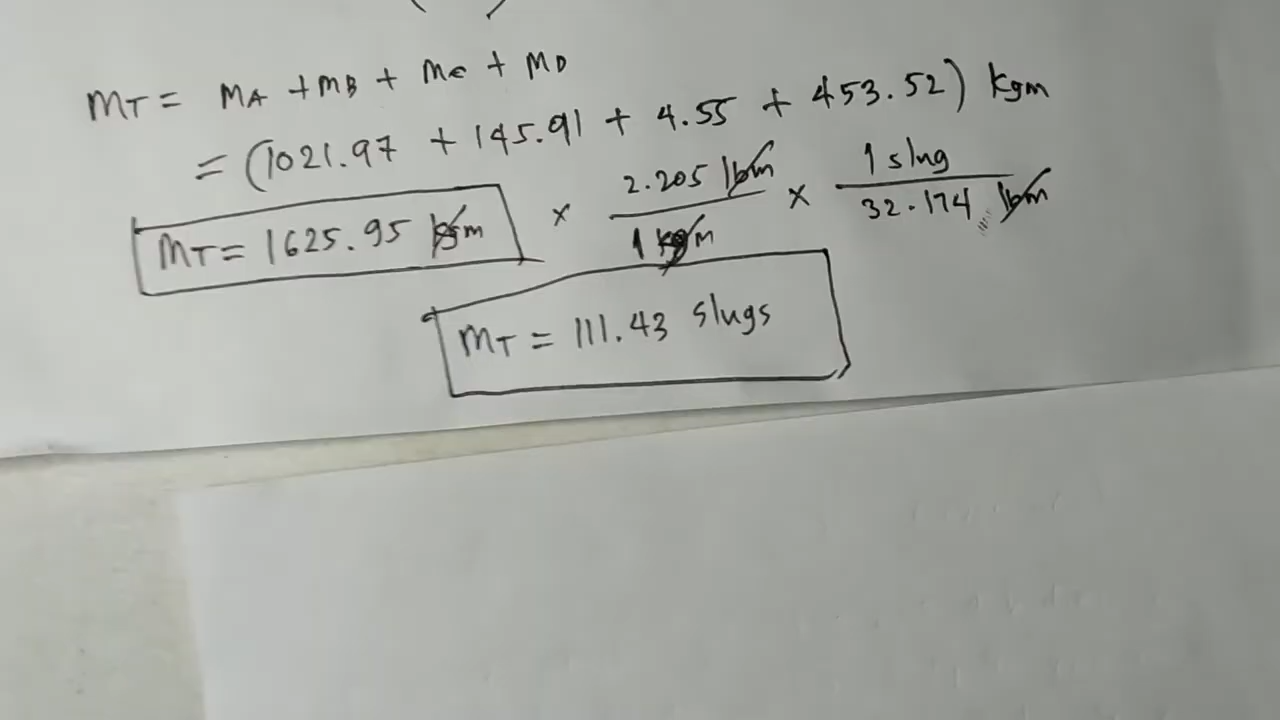 MT = MA + MB + MC + MD
= (1021.97 + 145.91 + 4.55 + 453.52) kgm
MT = 1625.95 kgm × 2.205 lbm / 1 kgm × 1 slug / 32.174 lbm
MT = 111.43 slugs